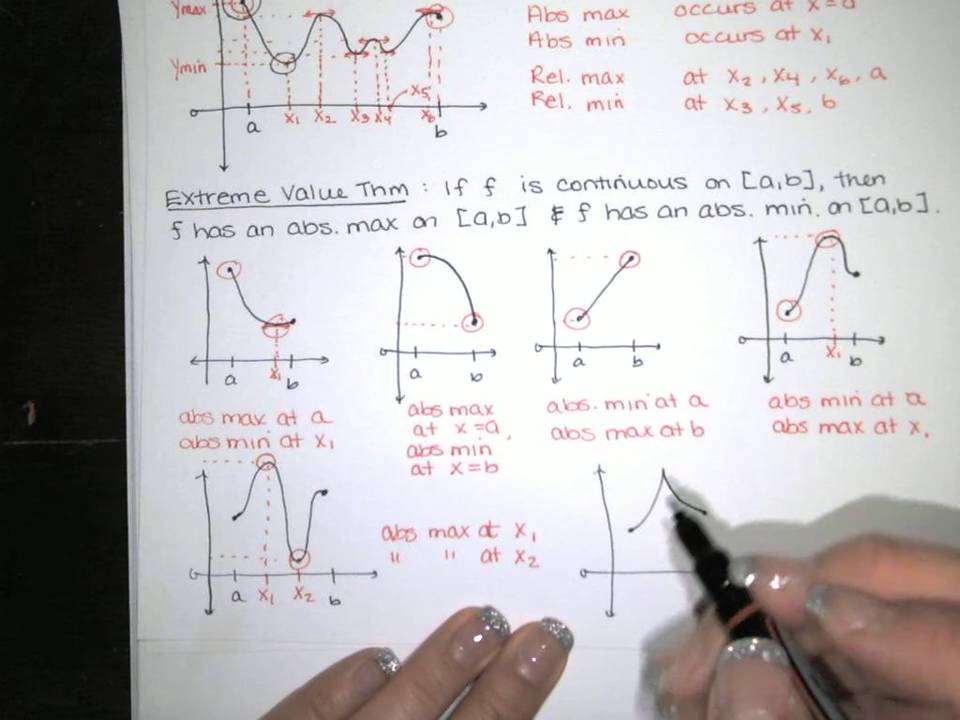 Ymax
Abs max occurs at x=a
Abs min occurs at x1
Ymin
Rel. max at x2, x4, x6, a
Rel. min at x3, x5, b
x5
a x1 x2 x3 x4 x6 b
Extreme Value Thm : If f is continuous on [a,b], then
f has an abs. max on [a,b] & f has an abs. min. on [a,b].
a x1 b
a b
a b
a x1 b
abs max at a
abs min at x1
abs max
at x=a,
abs min
at x=b
abs. min at a
abs max at b
abs min at a
abs max at x1
abs max at x1
" " at x2
a x1 x2 b